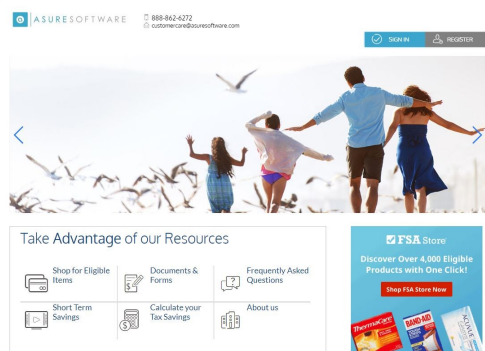 ASURESOFTWARE
888-862-6272
customercare@asuresoftware.com
SIGN IN
REGISTER
Take Advantage of our Resources
Shop for Eligible
Items
Documents &
Forms
Frequently Asked
Questions
Short Term
Savings
Calculate your
Tax Savings
About us
FSA Store
Discover Over 4,000 Eligible
Products with One Click!
Shop FSA Store Now
ThermaCare
BAND-AID
ACUVUE